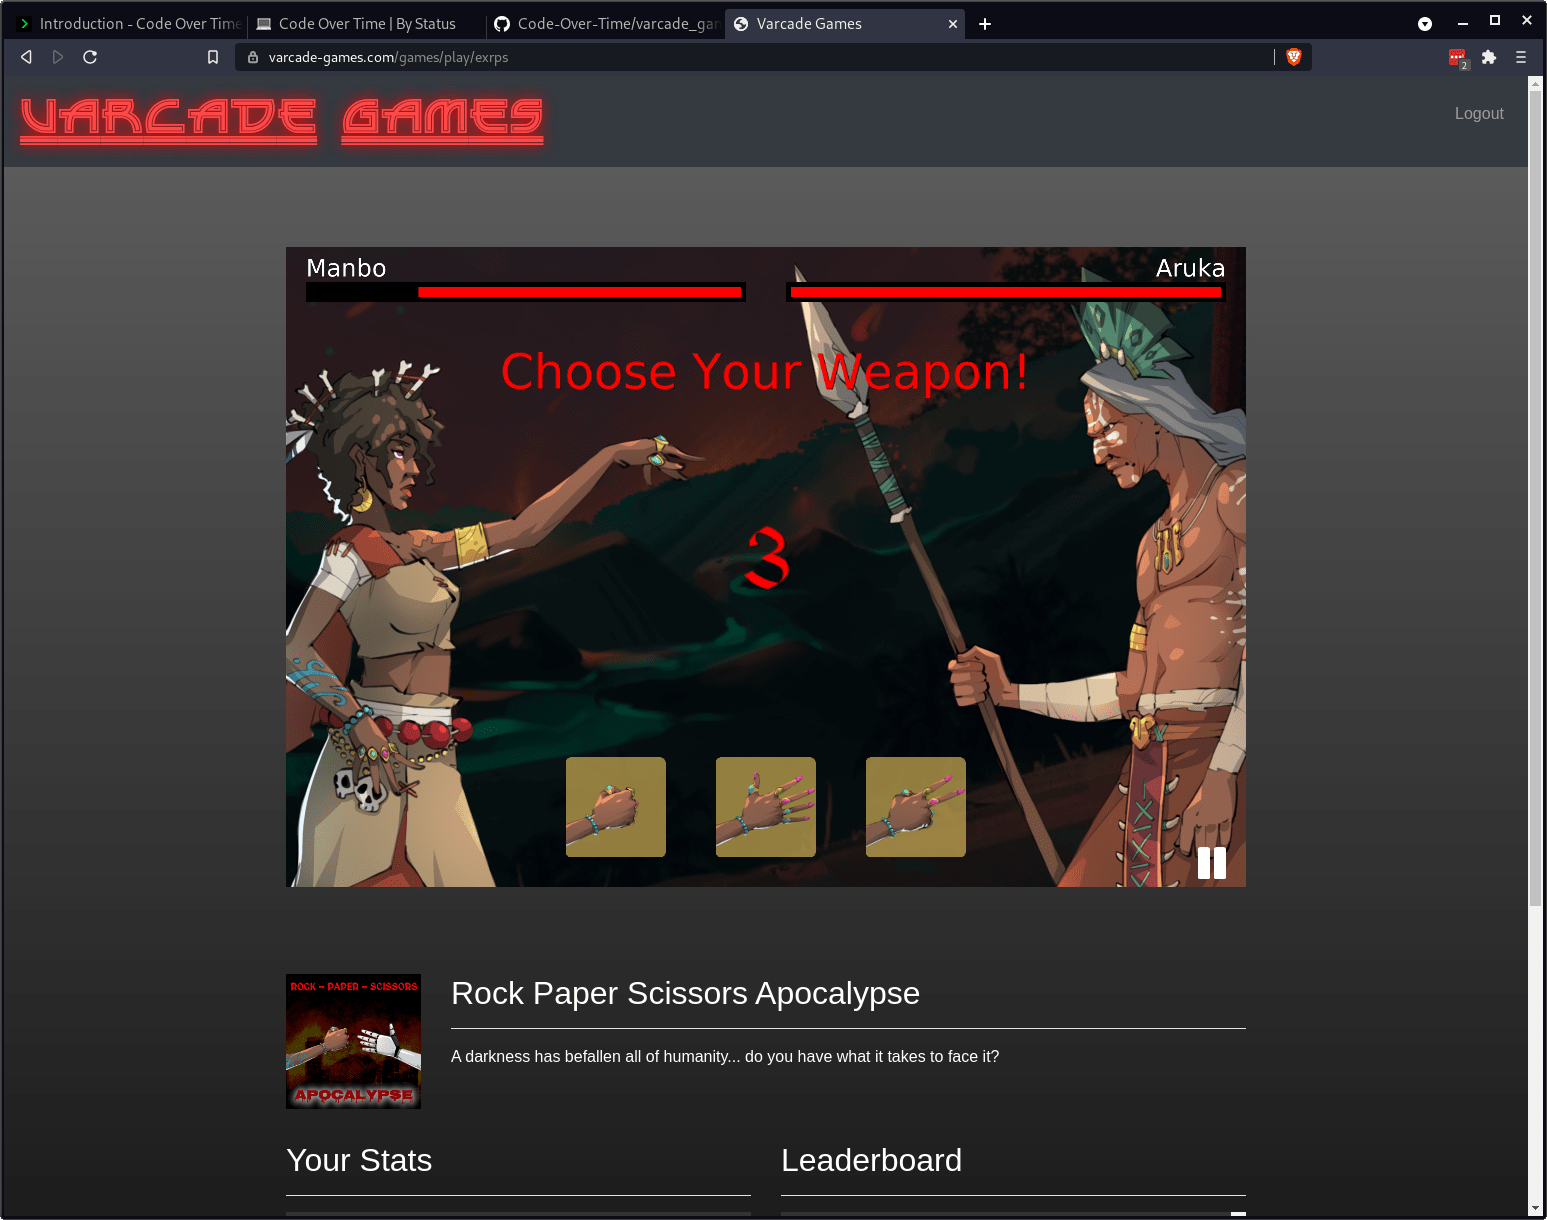 Introduction - Code Over Time
Code Over Time | By Status
Code-Over-Time/varcade_gam
Varcade Games
varcade-games.com/games/play/exrps
2
VARCADE GAMES
Logout
Manbo
Aruka
Choose Your Weapon!
3
ROCK - PAPER - SCISSORS
APOCALYPSE
Rock Paper Scissors Apocalypse
A darkness has befallen all of humanity... do you have what it takes to face it?
Your Stats
Leaderboard